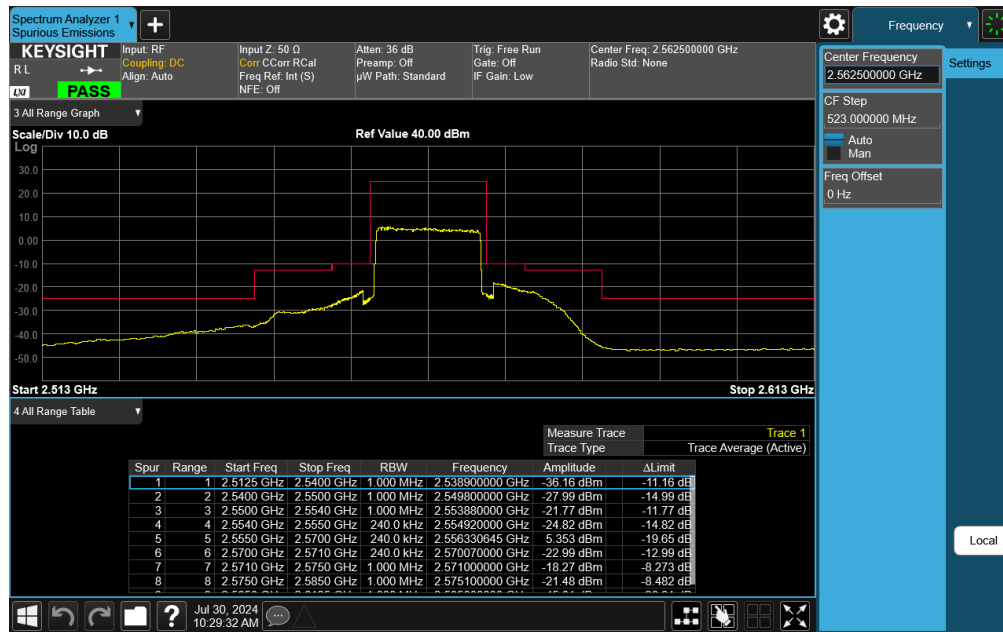 Spectrum Analyzer 1
Spurious Emissions
Frequency
KEYSIGHT
R L
LXI
PASS
Input: RF
Coupling: DC
Align: Auto
Input Z: 50 Ω
Corr CCorr RCal
Freq Ref: Int (S)
NFE: Off
Atten: 36 dB
Preamp: Off
µW Path: Standard
Trig: Free Run
Gate: Off
IF Gain: Low
Center Freq: 2.562500000 GHz
Radio Std: None
Center Frequency
2.562500000 GHz
Settings
CF Step
523.000000 MHz
Auto
Man
Freq Offset
0 Hz
Local
3 All Range Graph
Scale/Div 10.0 dB
Ref Value 40.00 dBm
Log
30.0
20.0
10.0
0.00
-10.0
-20.0
-30.0
-40.0
-50.0
Start 2.513 GHz
Stop 2.613 GHz
4 All Range Table
Measure Trace Trace 1
Trace Type Trace Average (Active)
Spur Range Start Freq Stop Freq RBW Frequency Amplitude ΔLimit
1 1 2.5125 GHz 2.5400 GHz 1.000 MHz 2.538900000 GHz -36.16 dBm -11.16 dB
2 2 2.5400 GHz 2.5500 GHz 1.000 MHz 2.549800000 GHz -27.99 dBm -14.99 dB
3 3 2.5500 GHz 2.5540 GHz 1.000 MHz 2.553880000 GHz -21.77 dBm -11.77 dB
4 4 2.5540 GHz 2.5550 GHz 240.0 kHz 2.554920000 GHz -24.82 dBm -14.82 dB
5 5 2.5550 GHz 2.5700 GHz 240.0 kHz 2.556330645 GHz 5.353 dBm -19.65 dB
6 6 2.5700 GHz 2.5710 GHz 240.0 kHz 2.570070000 GHz -22.99 dBm -12.99 dB
7 7 2.5710 GHz 2.5750 GHz 1.000 MHz 2.571000000 GHz -18.27 dBm -8.273 dB
8 8 2.5750 GHz 2.5850 GHz 1.000 MHz 2.575100000 GHz -21.48 dBm -8.482 dB
Jul 30, 2024
10:29:32 AM